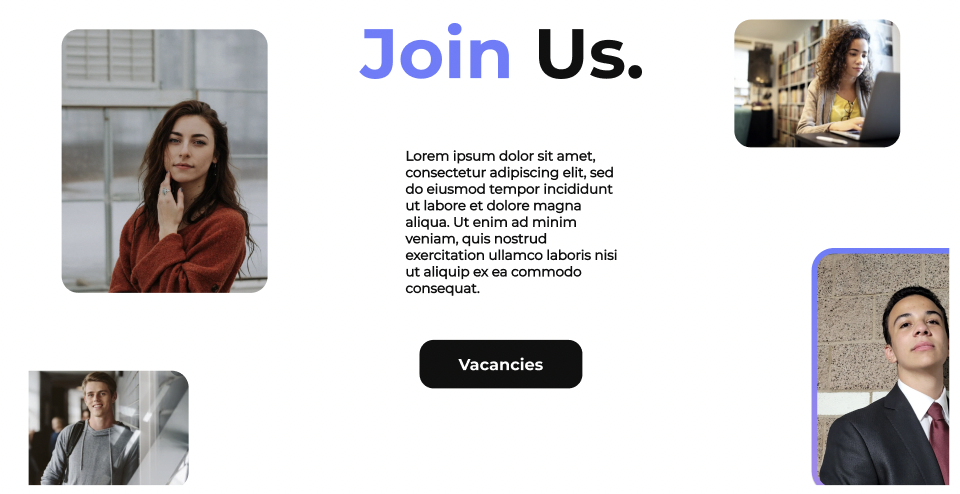 Join Us.
Lorem ipsum dolor sit amet,
consectetur adipiscing elit, sed
do eiusmod tempor incididunt
ut labore et dolore magna
aliqua. Ut enim ad minim
veniam, quis nostrud
exercitation ullamco laboris nisi
ut aliquip ex ea commodo
consequat.
Vacancies